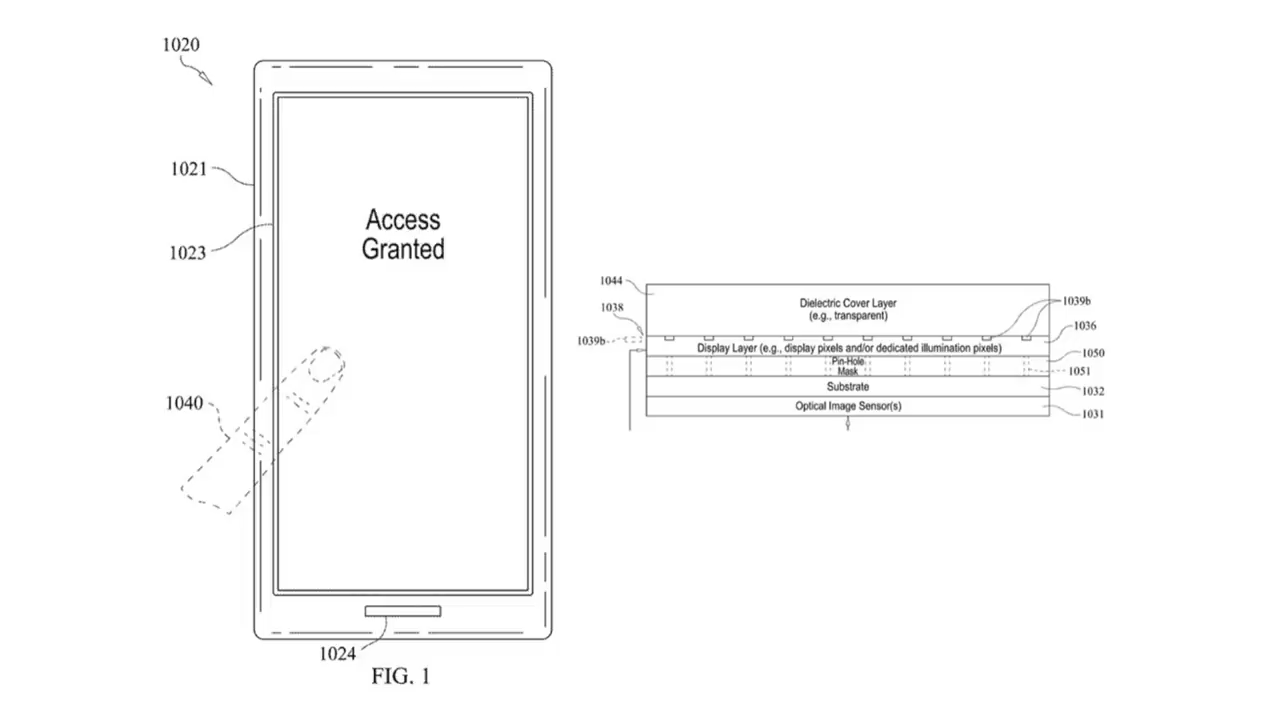 1020
1021
1023
Access
Granted
1040
1024
FIG. 1
1044
Dielectric Cover Layer
(e.g., transparent)
1038
1039b
1039b
1036
Display Layer (e.g., display pixels and/or dedicated illumination pixels)
1050
Pin-Hole
Mask
1051
Substrate
1032
Optical Image Sensor(s)
1031